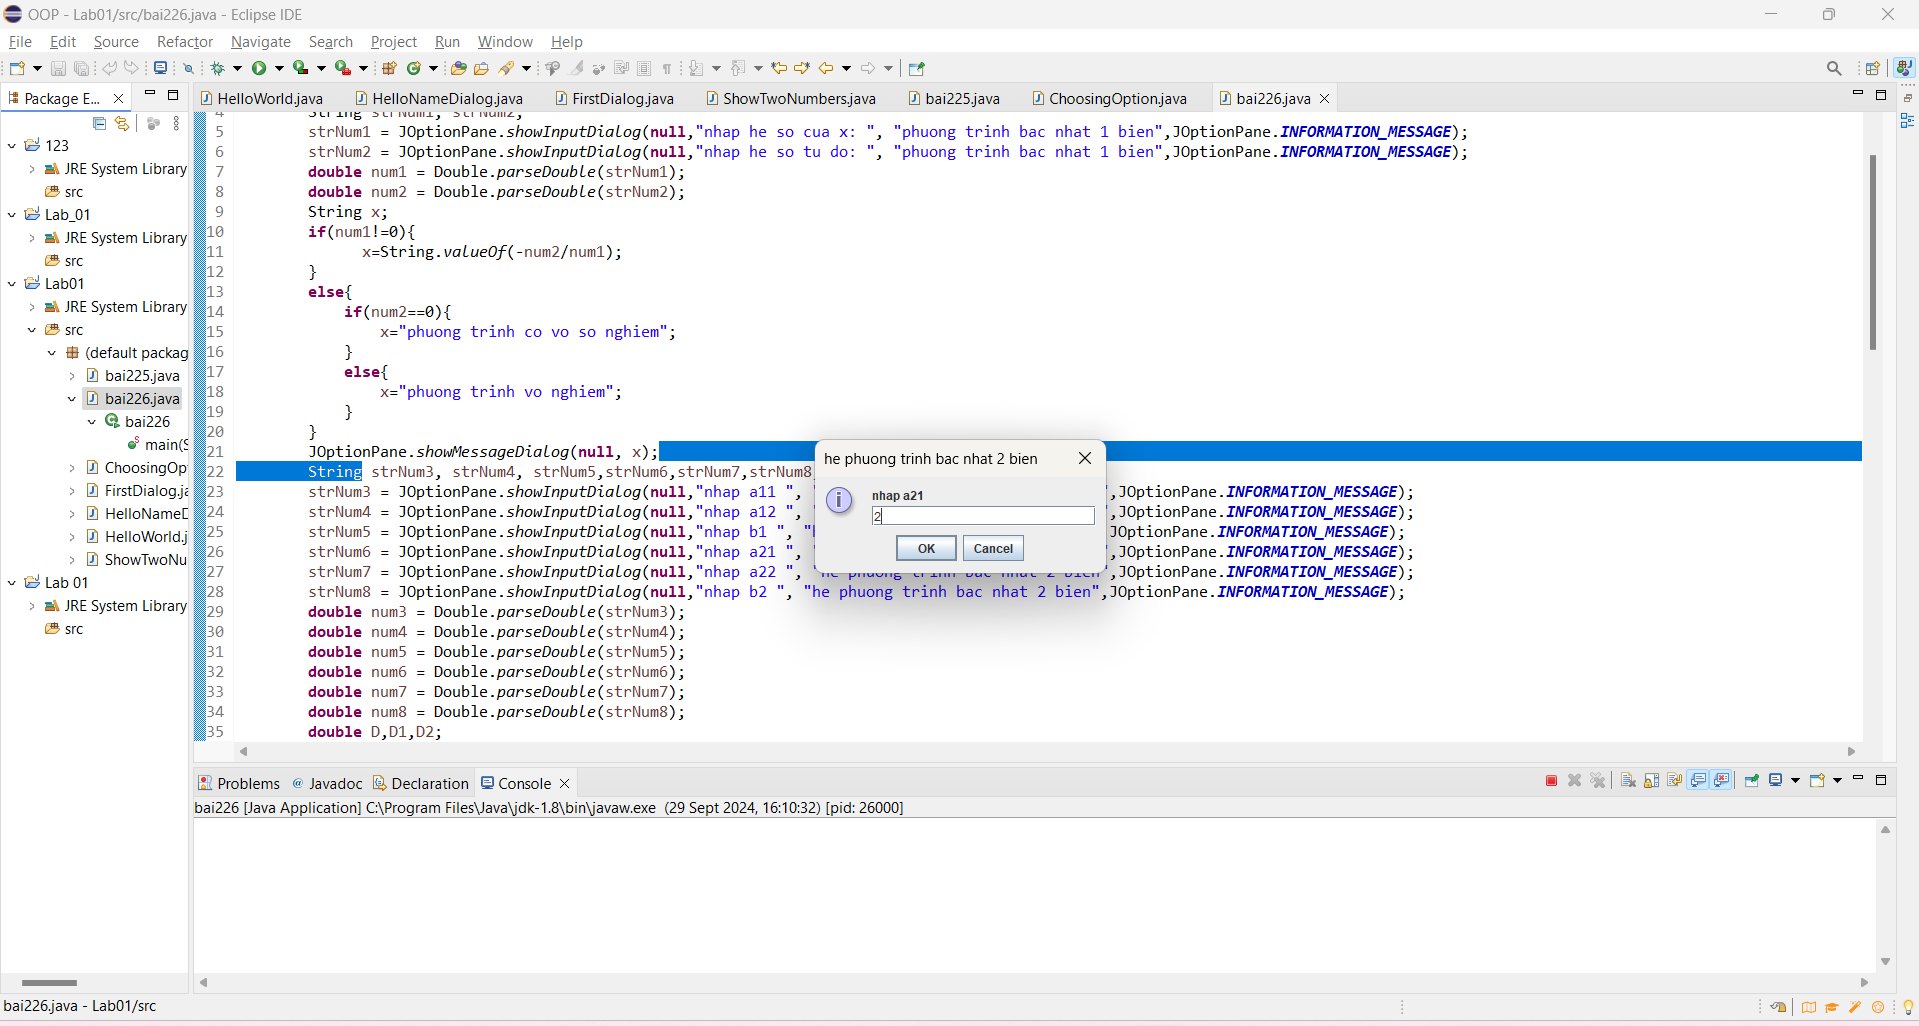 OOP - Lab01/src/bai226.java - Eclipse IDE
File Edit Source Refactor Navigate Search Project Run Window Help
Package E...
HelloWorld.java HelloNameDialog.java FirstDialog.java ShowTwoNumbers.java bai225.java ChoosingOption.java bai226.java
123
JRE System Library
src
Lab_01
JRE System Library
src
Lab01
JRE System Library
src
(default packag
bai225.java
bai226.java
bai226
main(S
ChoosingOp
FirstDialog.ja
HelloNameD
HelloWorld.j
ShowTwoNu
Lab 01
JRE System Library
src
4 String strNum1, strNum2;
5 strNum1 = JOptionPane.showInputDialog(null,"nhap he so cua x: ", "phuong trinh bac nhat 1 bien",JOptionPane.INFORMATION_MESSAGE);
6 strNum2 = JOptionPane.showInputDialog(null,"nhap he so tu do: ", "phuong trinh bac nhat 1 bien",JOptionPane.INFORMATION_MESSAGE);
7 double num1 = Double.parseDouble(strNum1);
8 double num2 = Double.parseDouble(strNum2);
9 String x;
10 if(num1!=0){
11 x=String.valueOf(-num2/num1);
12 }
13 else{
14 if(num2==0){
15 x="phuong trinh co vo so nghiem";
16 }
17 else{
18 x="phuong trinh vo nghiem";
19 }
20 }
21 JOptionPane.showMessageDialog(null, x);
22 String strNum3, strNum4, strNum5,strNum6,strNum7,strNum8
23 strNum3 = JOptionPane.showInputDialog(null,"nhap a11 ", ,JOptionPane.INFORMATION_MESSAGE);
24 strNum4 = JOptionPane.showInputDialog(null,"nhap a12 ", ,JOptionPane.INFORMATION_MESSAGE);
25 strNum5 = JOptionPane.showInputDialog(null,"nhap b1 ", JOptionPane.INFORMATION_MESSAGE);
26 strNum6 = JOptionPane.showInputDialog(null,"nhap a21 ", ,JOptionPane.INFORMATION_MESSAGE);
27 strNum7 = JOptionPane.showInputDialog(null,"nhap a22 ", "he phuong trinh bac nhat 2 bien",JOptionPane.INFORMATION_MESSAGE);
28 strNum8 = JOptionPane.showInputDialog(null,"nhap b2 ", "he phuong trinh bac nhat 2 bien",JOptionPane.INFORMATION_MESSAGE);
29 double num3 = Double.parseDouble(strNum3);
30 double num4 = Double.parseDouble(strNum4);
31 double num5 = Double.parseDouble(strNum5);
32 double num6 = Double.parseDouble(strNum6);
33 double num7 = Double.parseDouble(strNum7);
34 double num8 = Double.parseDouble(strNum8);
35 double D,D1,D2;
he phuong trinh bac nhat 2 bien
nhap a21
2
OK Cancel
Problems Javadoc Declaration Console
bai226 [Java Application] C:\Program Files\Java\jdk-1.8\bin\javaw.exe (29 Sept 2024, 16:10:32) [pid: 26000]
bai226.java - Lab01/src